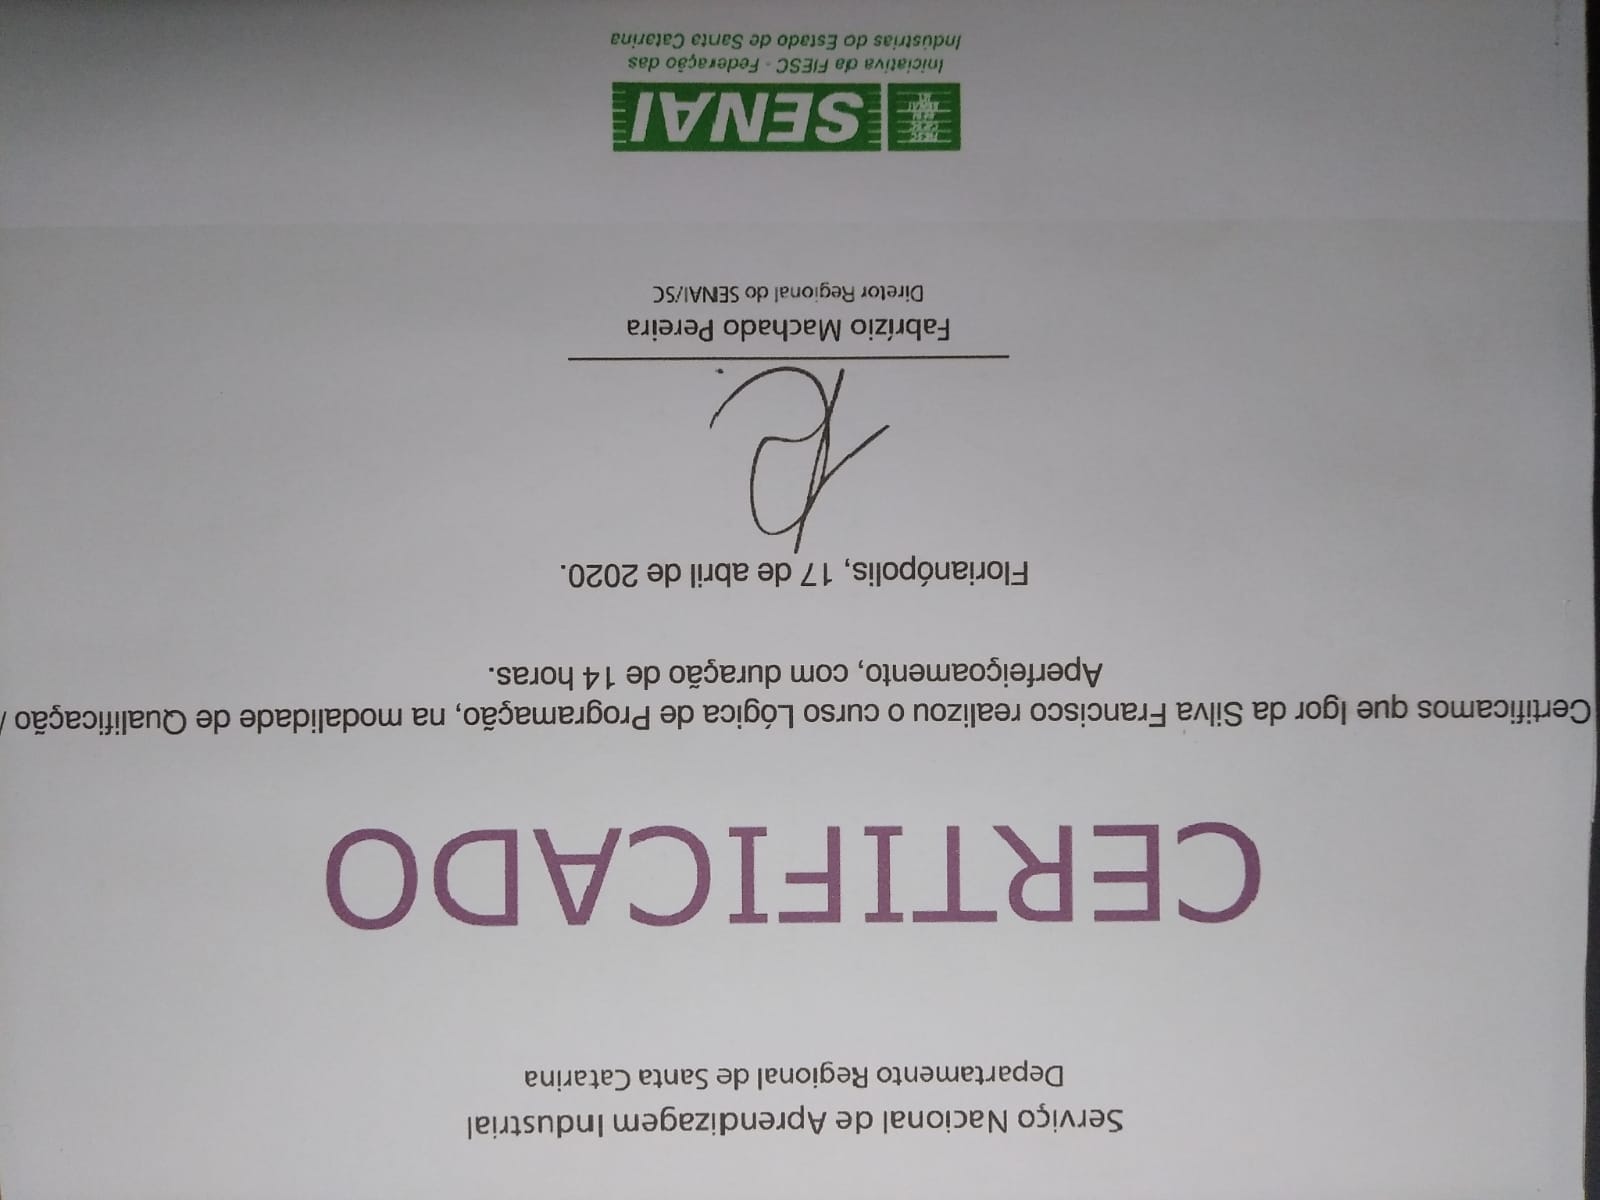 Serviço Nacional de Aprendizagem Industrial
Departamento Regional de Santa Catarina
CERTIFICADO
Certificamos que Igor da Silva Francisco realizou o curso Lógica de Programação, na modalidade de Qualificação /
Aperfeiçoamento, com duração de 14 horas.
Florianópolis, 17 de abril de 2020.
Fabrízio Machado Pereira
Diretor Regional do SENAI/SC
SENAI
Iniciativa da FIESC - Federação das
Indústrias do Estado de Santa Catarina